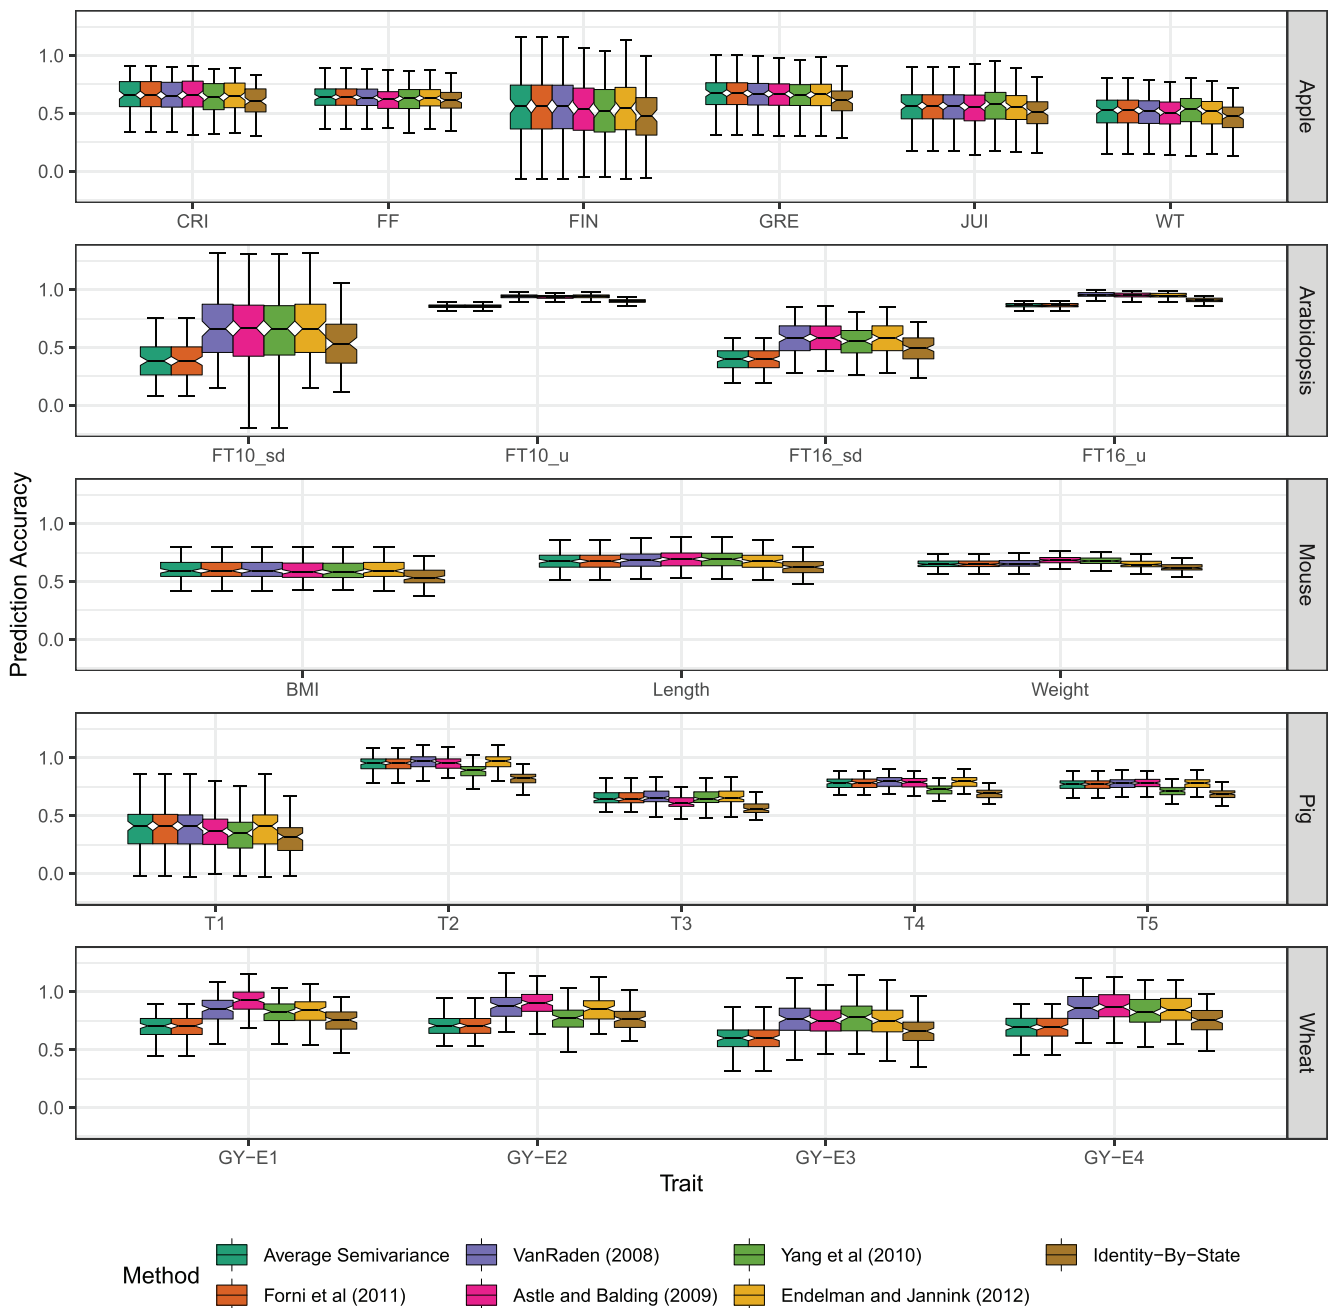 1.0
0.5
0.0
CRI FF FIN GRE JUI WT
Apple
1.0
0.5
0.0
FT10_sd FT10_u FT16_sd FT16_u
Arabidopsis
1.0
0.5
0.0
BMI Length Weight
Mouse
Prediction Accuracy
1.0
0.5
0.0
T1 T2 T3 T4 T5
Pig
1.0
0.5
0.0
GY−E1 GY−E2 GY−E3 GY−E4
Wheat
Trait
Method
Average Semivariance VanRaden (2008) Yang et al (2010) Identity−By−State
Forni et al (2011) Astle and Balding (2009) Endelman and Jannink (2012)